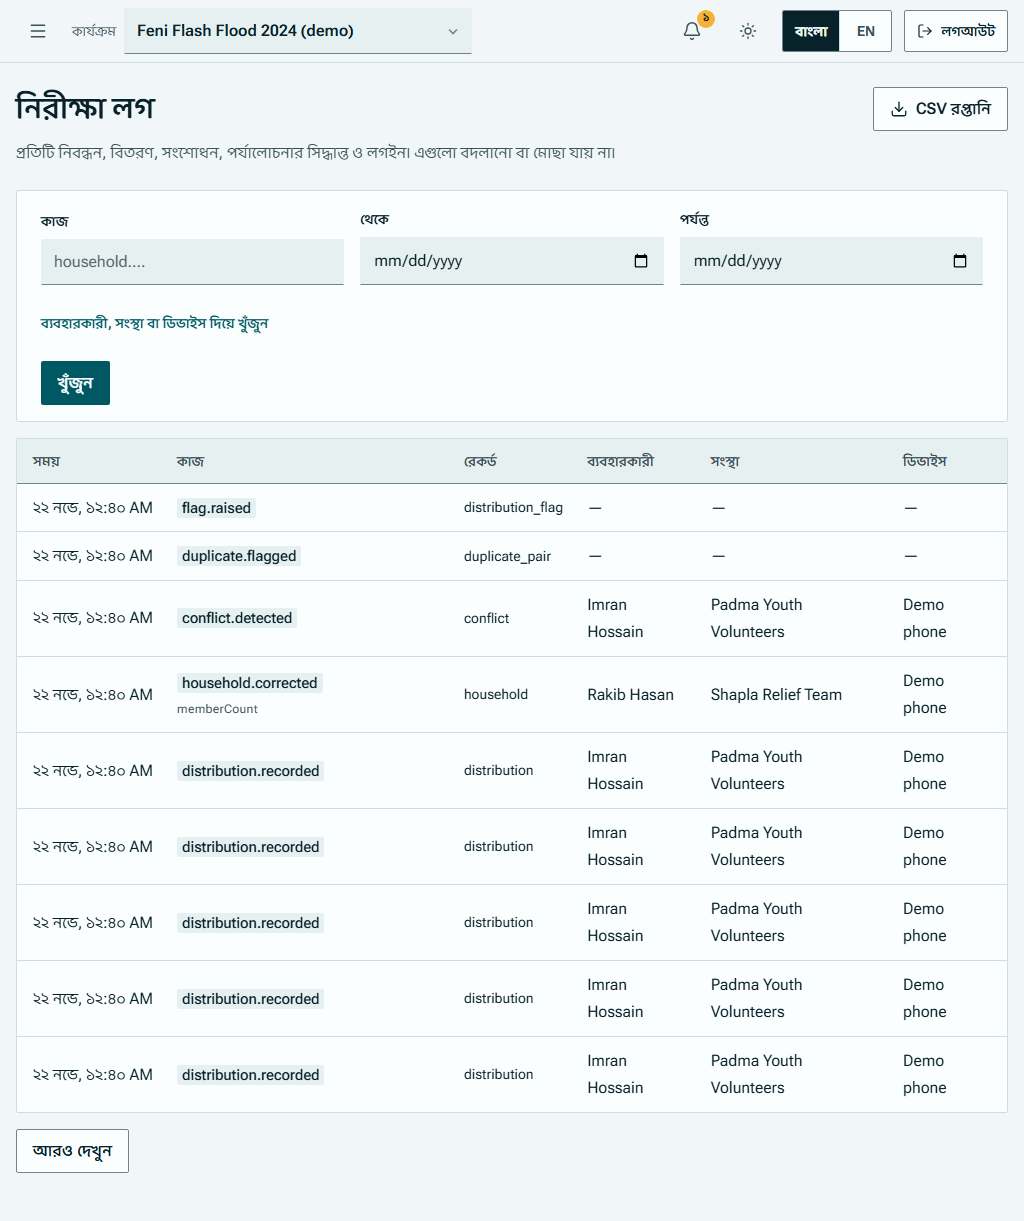 কার্যক্রম Feni Flash Flood 2024 (demo) ১ বাংলা EN লগআউট
নিরীক্ষা লগ
CSV রপ্তানি
প্রতিটি নিবন্ধন, বিতরণ, সংশোধন, পর্যালোচনার সিদ্ধান্ত ও লগইন। এগুলো বদলানো বা মোছা যায় না।
কাজ থেকে পর্যন্ত
household.... mm/dd/yyyy mm/dd/yyyy
ব্যবহারকারী, সংস্থা বা ডিভাইস দিয়ে খুঁজুন
খুঁজুন
সময় কাজ রেকর্ড ব্যবহারকারী সংস্থা ডিভাইস
২২ নভে, ১২:৪০ AM flag.raised distribution_flag — — —
২২ নভে, ১২:৪০ AM duplicate.flagged duplicate_pair — — —
২২ নভে, ১২:৪০ AM conflict.detected conflict Imran Hossain Padma Youth Volunteers Demo phone
২২ নভে, ১২:৪০ AM household.corrected memberCount household Rakib Hasan Shapla Relief Team Demo phone
২২ নভে, ১২:৪০ AM distribution.recorded distribution Imran Hossain Padma Youth Volunteers Demo phone
২২ নভে, ১২:৪০ AM distribution.recorded distribution Imran Hossain Padma Youth Volunteers Demo phone
২২ নভে, ১২:৪০ AM distribution.recorded distribution Imran Hossain Padma Youth Volunteers Demo phone
২২ নভে, ১২:৪০ AM distribution.recorded distribution Imran Hossain Padma Youth Volunteers Demo phone
২২ নভে, ১২:৪০ AM distribution.recorded distribution Imran Hossain Padma Youth Volunteers Demo phone
আরও দেখুন